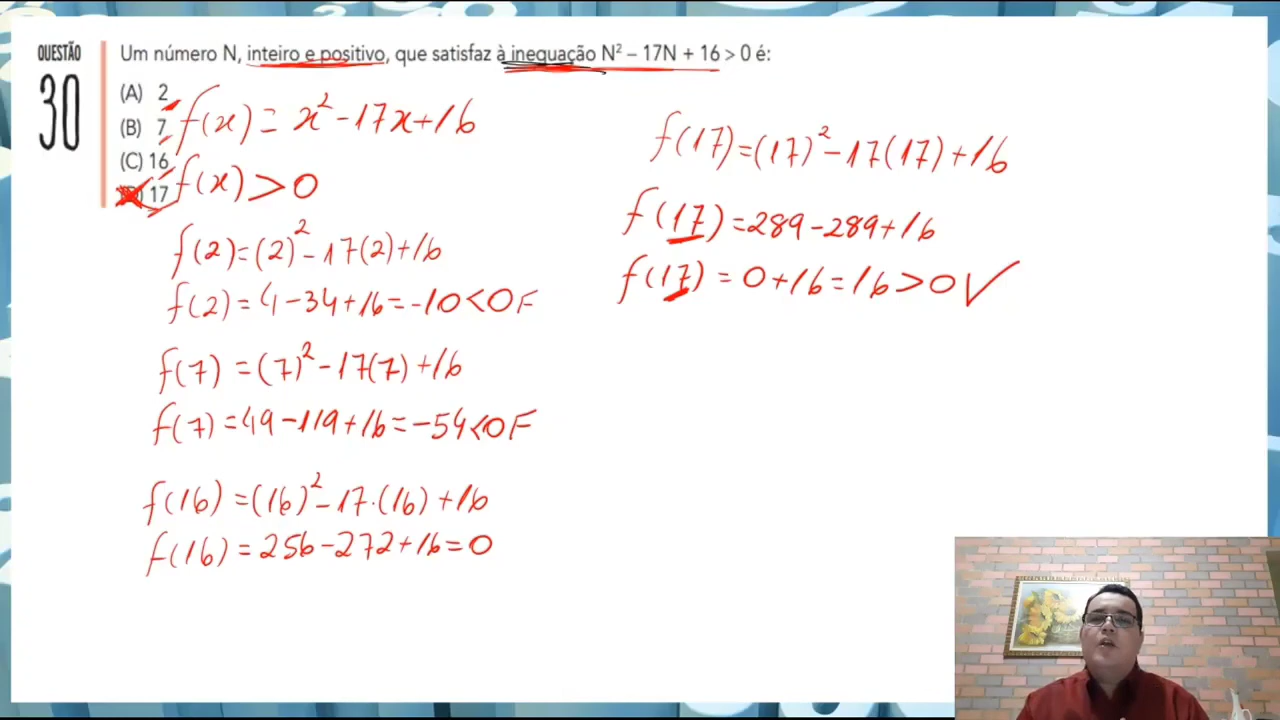 QUESTÃO
30
Um número N, inteiro e positivo, que satisfaz à inequação N² – 17N + 16 > 0 é:
(A) 2
(B) 7
(C) 16
17
f(x) = x² - 17x + 16
f(x) > 0
f(2) = (2)² - 17(2) + 16
f(2) = 4 - 34 + 16 = -10 < 0 F
f(7) = (7)² - 17(7) + 16
f(7) = 49 - 119 + 16 = -54 < 0 F
f(16) = (16)² - 17·(16) + 16
f(16) = 256 - 272 + 16 = 0
f(17) = (17)² - 17(17) + 16
f(17) = 289 - 289 + 16
f(17) = 0 + 16 = 16 > 0 ✓